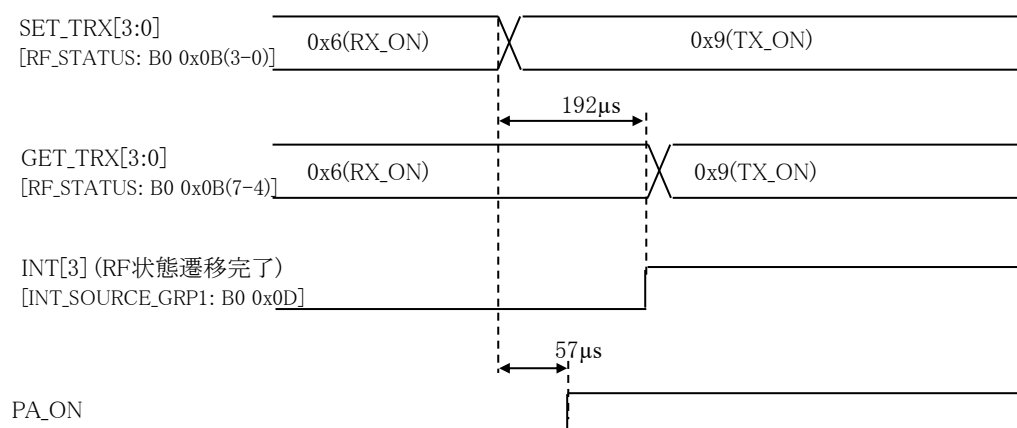 SET_TRX[3:0]
[RF_STATUS: B0 0x0B(3-0)]
0x6(RX_ON)
0x9(TX_ON)
192μs
GET_TRX[3:0]
[RF_STATUS: B0 0x0B(7-4)]
0x6(RX_ON)
0x9(TX_ON)
INT[3] (RF状態遷移完了)
[INT_SOURCE_GRP1: B0 0x0D]
57μs
PA_ON